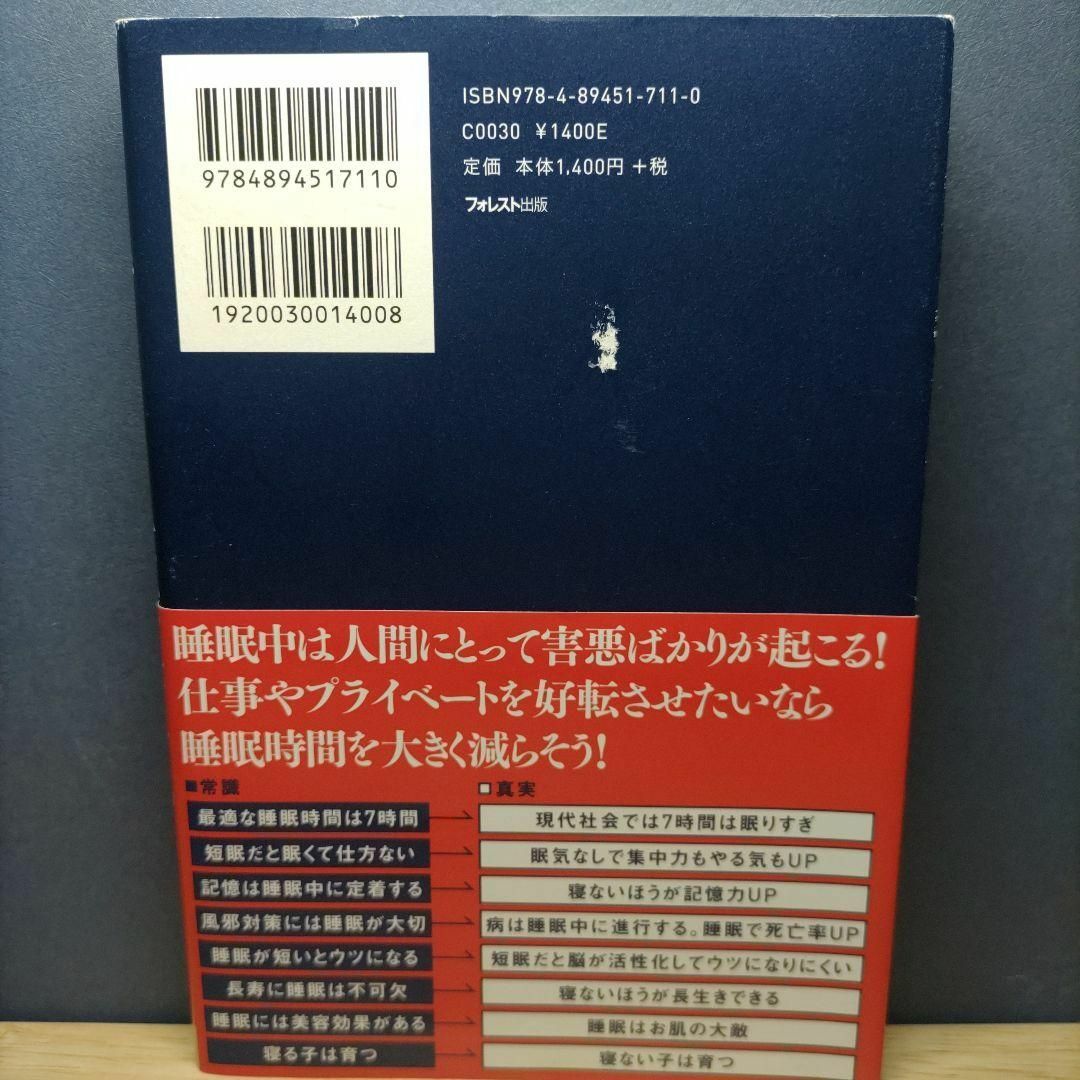 ISBN978-4-89451-711-0
C0030 ¥1400E
定価 本体1,400円+税
フォレスト出版
9784894517110
1920030014008
睡眠中は人間にとって害悪ばかりが起こる!
仕事やプライベートを好転させたいなら
睡眠時間を大きく減らそう!
■常識 □真実
最適な睡眠時間は7時間 → 現代社会では7時間は眠りすぎ
短眠だと眠くて仕方ない → 眠気なしで集中力もやる気もUP
記憶は睡眠中に定着する → 寝ないほうが記憶力UP
風邪対策には睡眠が大切 → 病は睡眠中に進行する。睡眠で死亡率UP
睡眠が短いとウツになる → 短眠だと脳が活性化してウツになりにくい
長寿に睡眠は不可欠 → 寝ないほうが長生きできる
睡眠には美容効果がある → 睡眠はお肌の大敵
寝る子は育つ → 寝ない子は育つ